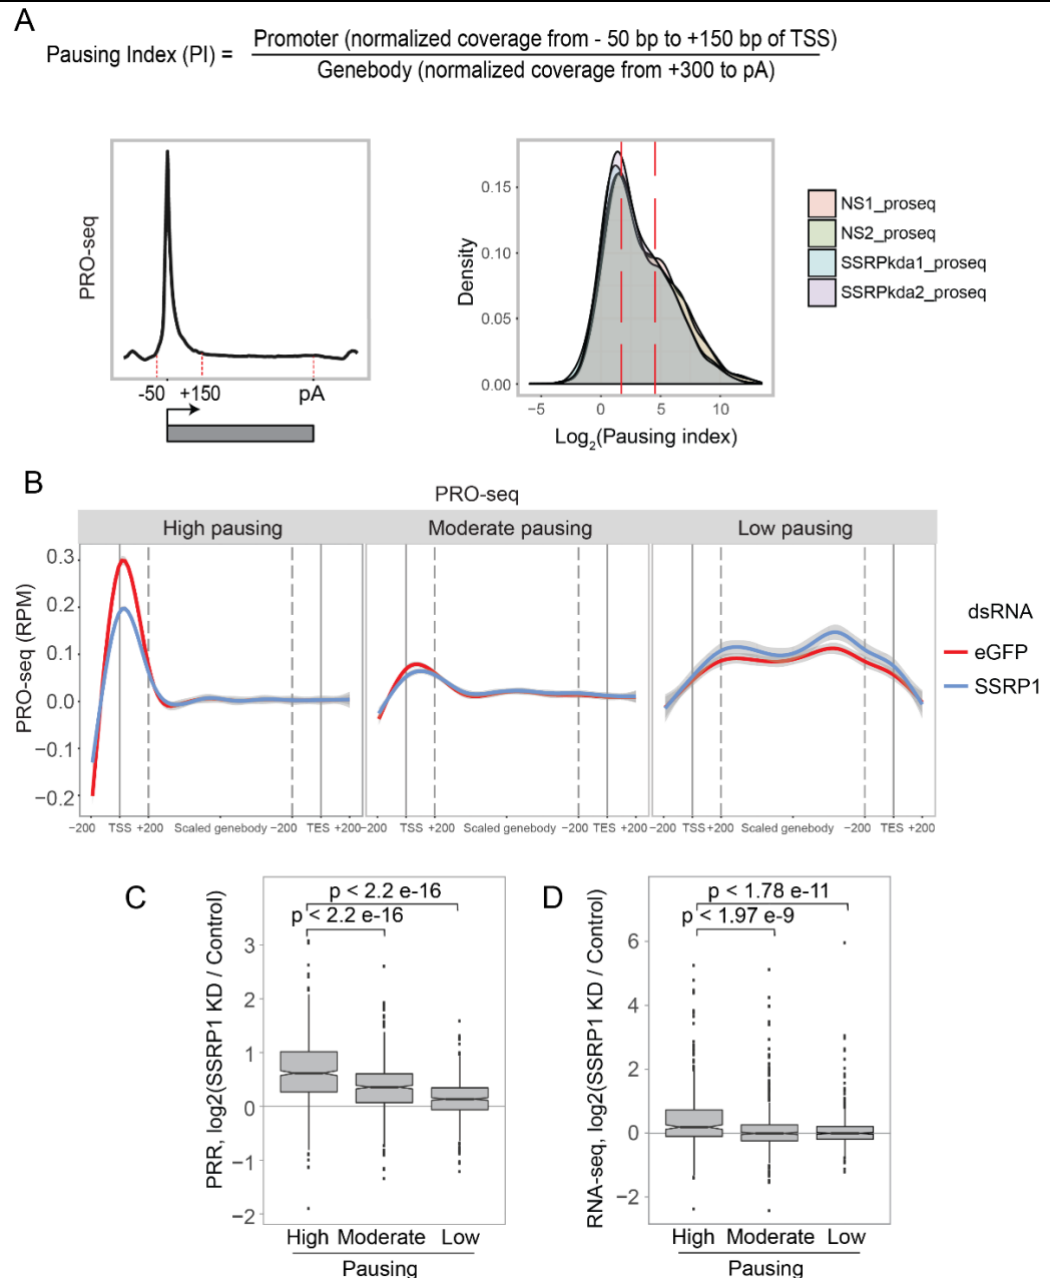 A
Pausing Index (PI) =
Promoter (normalized coverage from - 50 bp to +150 bp of TSS)
Genebody (normalized coverage from +300 to pA)
PRO-seq
-50
+150
pA
Density
0.15
0.10
0.05
0.00
−5
0
5
10
Log2(Pausing index)
NS1_proseq
NS2_proseq
SSRPkda1_proseq
SSRPkda2_proseq
B
PRO-seq
High pausing
Moderate pausing
Low pausing
PRO-seq (RPM)
0.3
0.2
0.1
0.0
−0.1
−0.2
−200 TSS +200 Scaled genebody −200 TES +200
−200 TSS +200 Scaled genebody −200 TES +200
−200 TSS +200 Scaled genebody −200 TES +200
dsRNA
eGFP
SSRP1
C
PRR, log2(SSRP1 KD / Control)
p < 2.2 e-16
p < 2.2 e-16
3
2
1
0
−1
−2
High Moderate Low
Pausing
D
RNA-seq, log2(SSRP1 KD / Control)
p < 1.78 e-11
p < 1.97 e-9
6
4
2
0
−2
High Moderate Low
Pausing